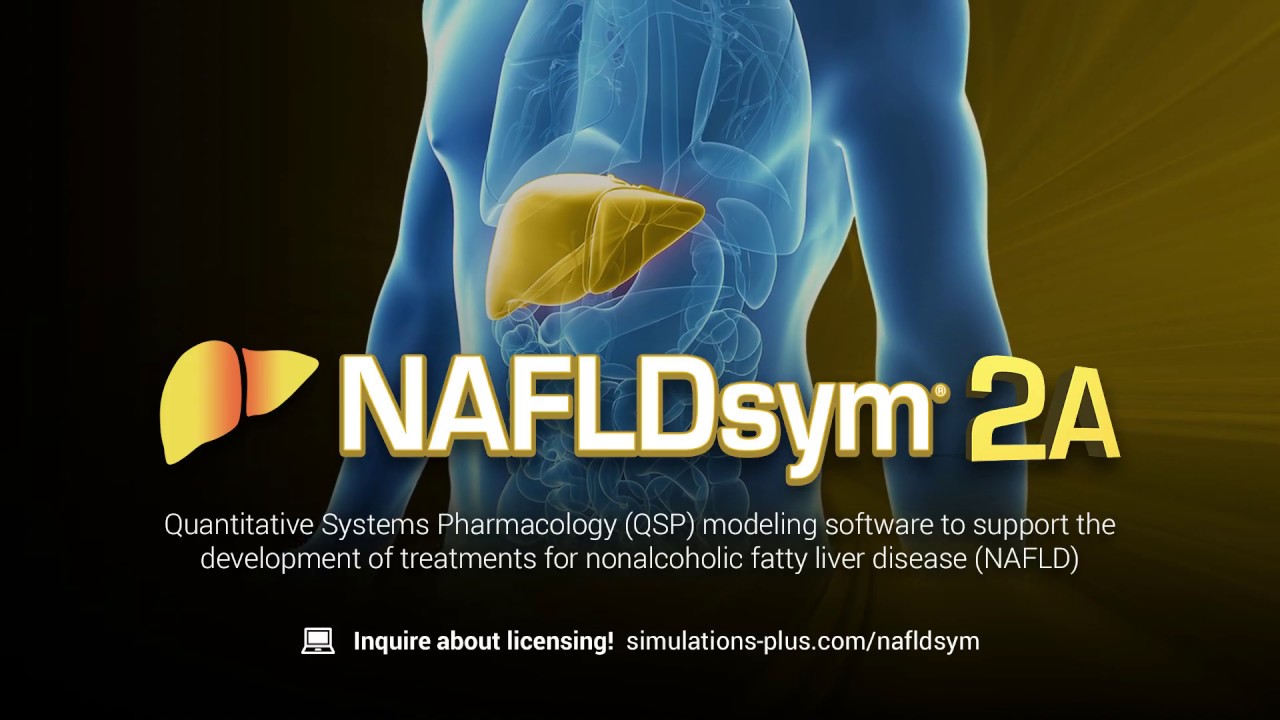 NAFLDsym® 2A
Quantitative Systems Pharmacology (QSP) modeling software to support the
development of treatments for nonalcoholic fatty liver disease (NAFLD)
Inquire about licensing! simulations-plus.com/nafldsym